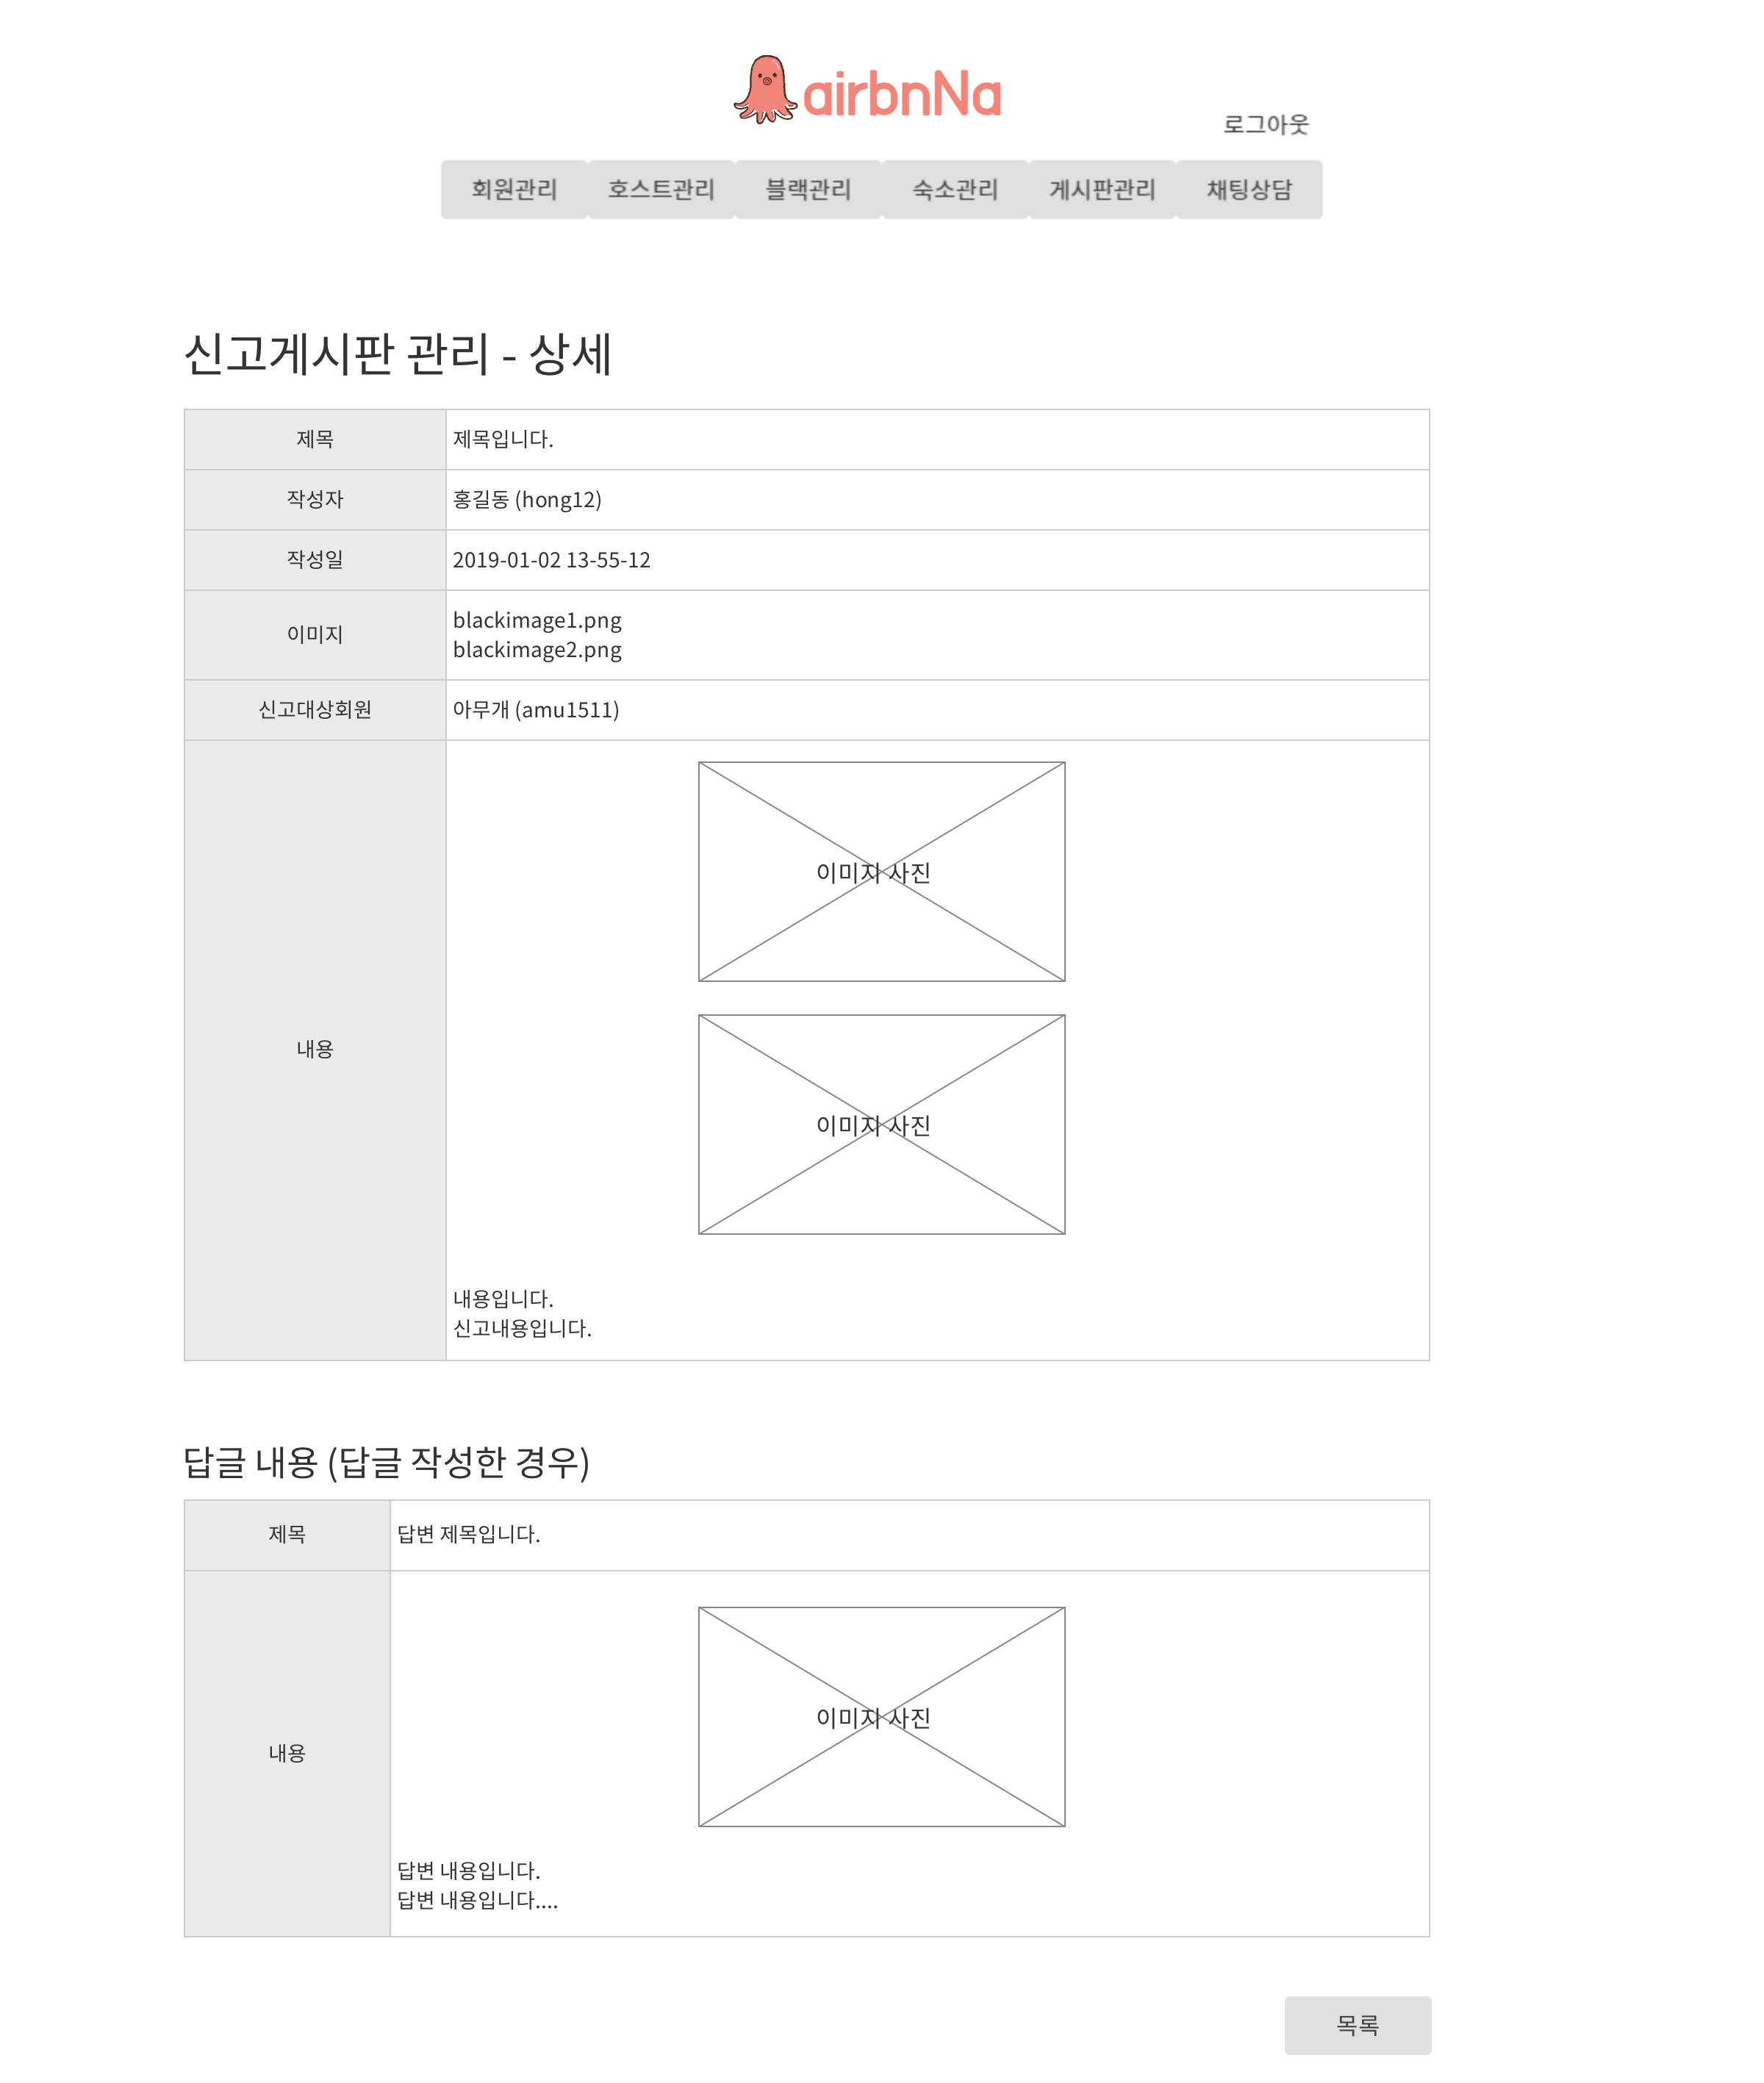 airbnNa
로그아웃
회원관리 호스트관리 블랙관리 숙소관리 게시판관리 채팅상담
신고게시판 관리 - 상세
제목 제목입니다.
작성자 홍길동 (hong12)
작성일 2019-01-02 13-55-12
이미지 blackimage1.png
blackimage2.png
신고대상회원 아무개 (amu1511)
내용
이미지 사진
이미지 사진
내용입니다.
신고내용입니다.
답글 내용 (답글 작성한 경우)
제목 답변 제목입니다.
내용
이미지 사진
답변 내용입니다.
답변 내용입니다....
목록